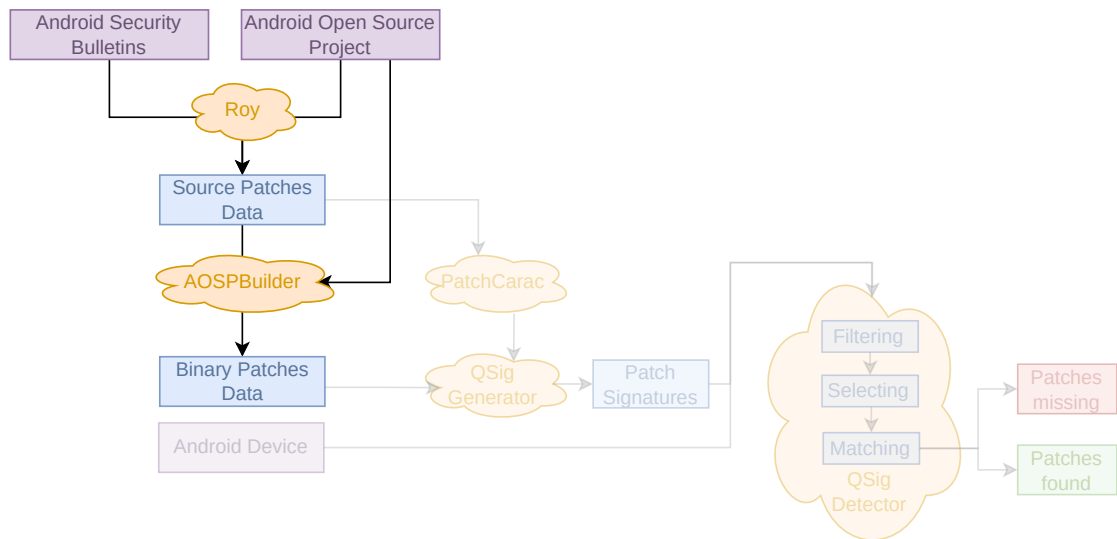 Android Security
Bulletins
Android Open Source
Project
Roy
Source Patches
Data
AOSPBuilder
PatchCarac
Binary Patches
Data
QSig
Generator
Patch
Signatures
Android Device
Filtering
Selecting
Matching
QSig
Detector
Patches
missing
Patches
found